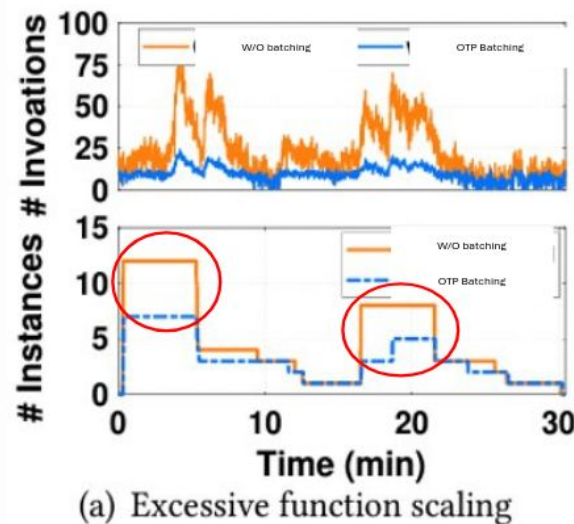 # Invoations
100
75
50
25
0
W/O batching
OTP Batching
# Instances
15
10
5
0
W/O batching
OTP Batching
0 10 20 30
Time (min)
(a) Excessive function scaling